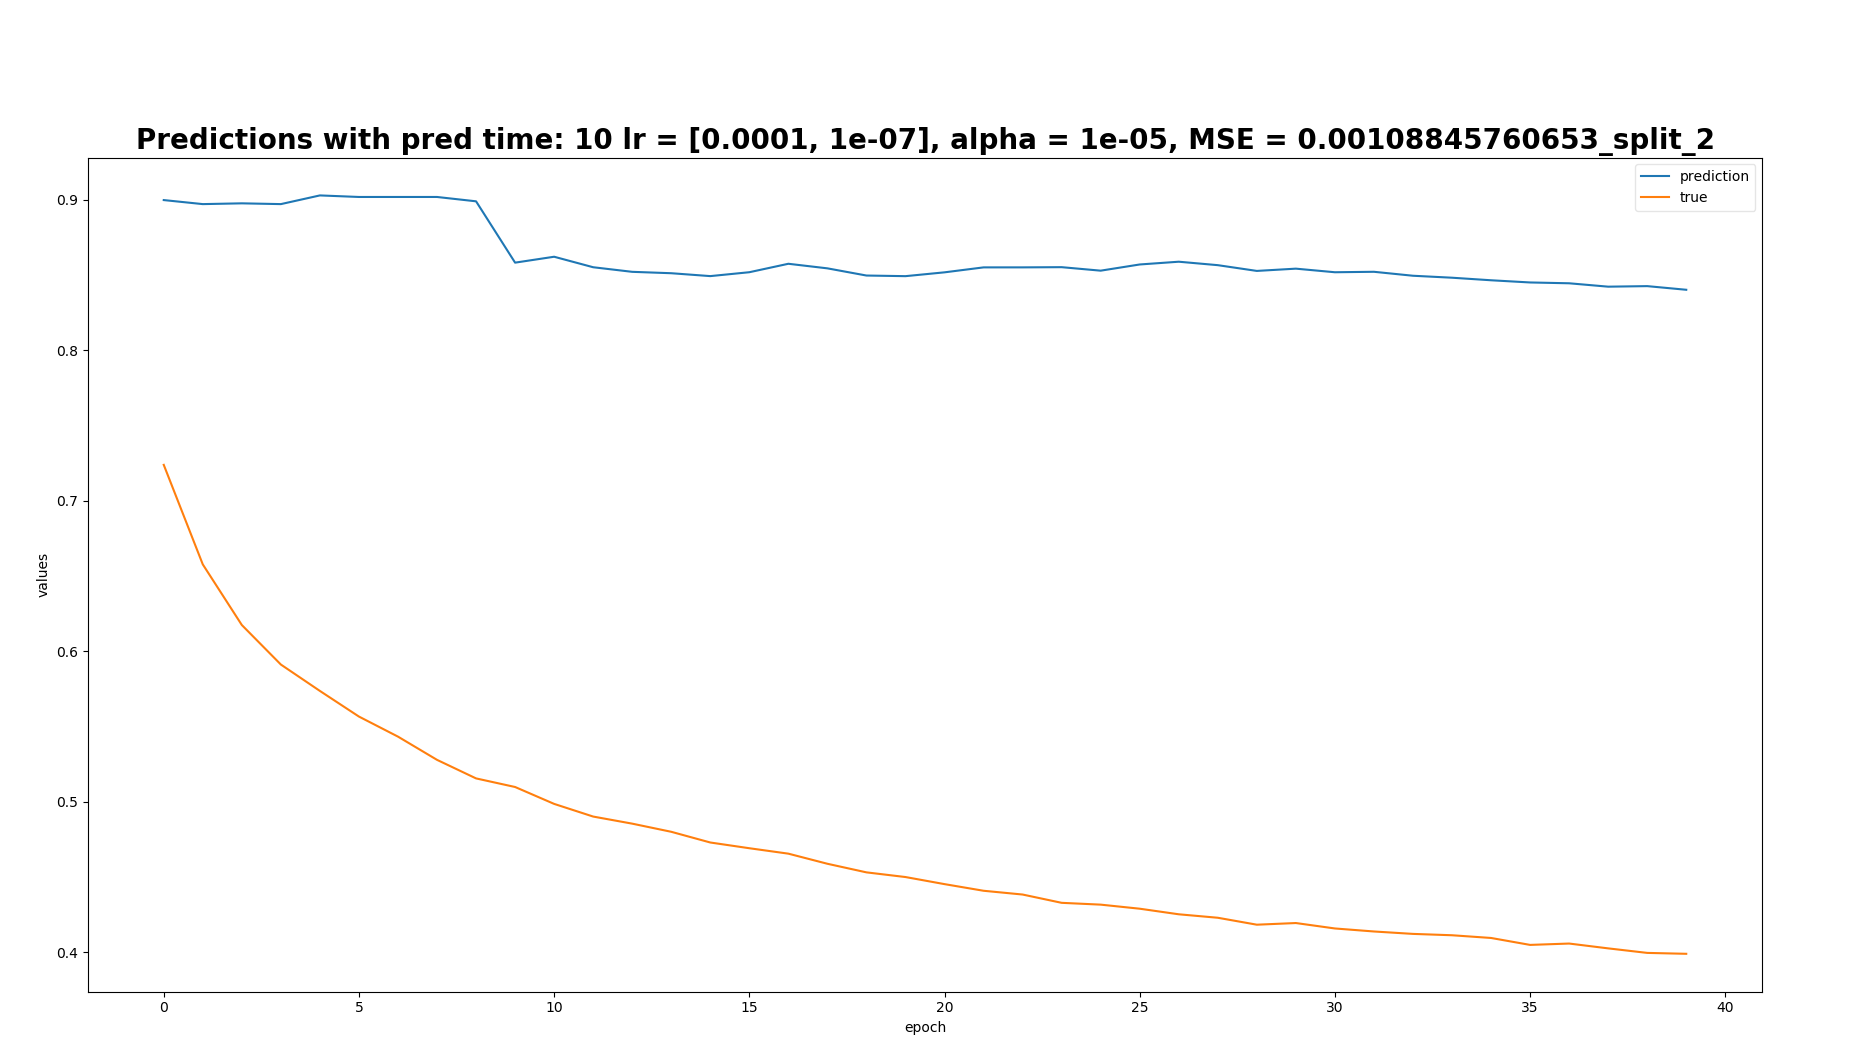 Predictions with pred time: 10 lr = [0.0001, 1e-07], alpha = 1e-05, MSE = 0.00108845760653_split_2
prediction
true
0.9
0.8
0.7
0.6
0.5
0.4
values
0 5 10 15 20 25 30 35 40
epoch